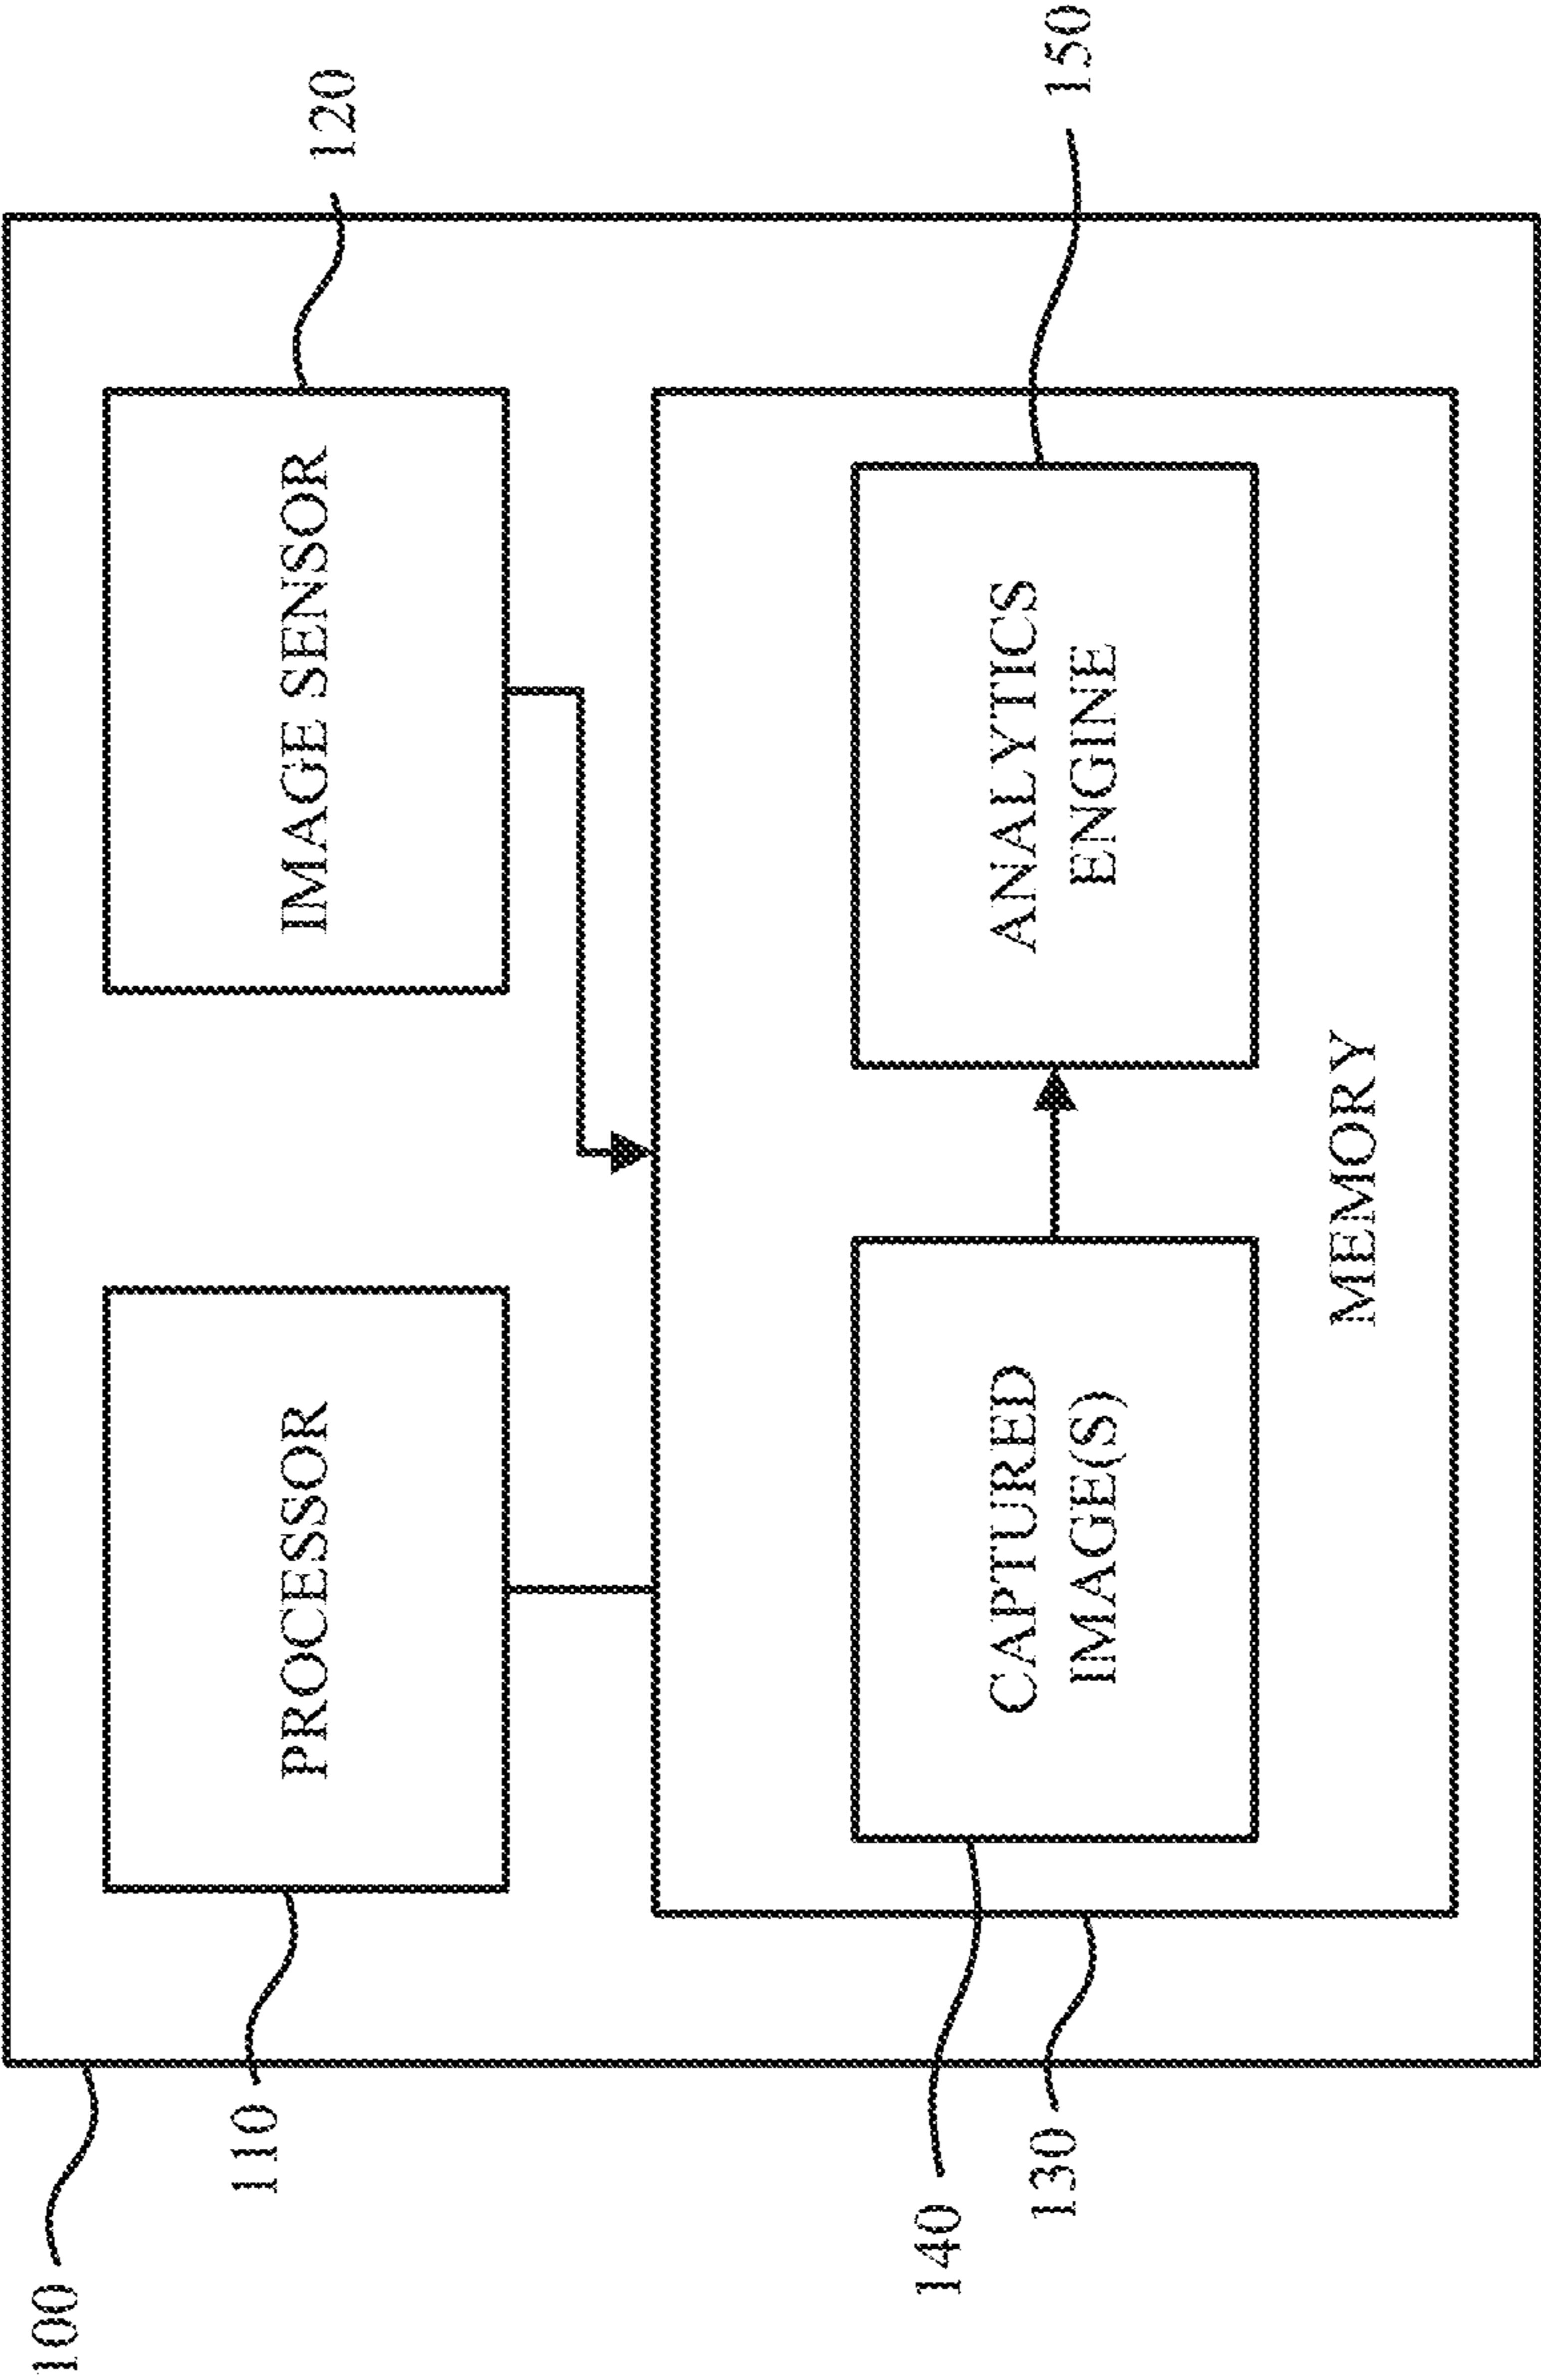 100
110
PROCESSOR
IMAGE SENSOR
120
140
CAPTURED
IMAGE(S)
ANALYTICS
ENGINE
150
130
MEMORY